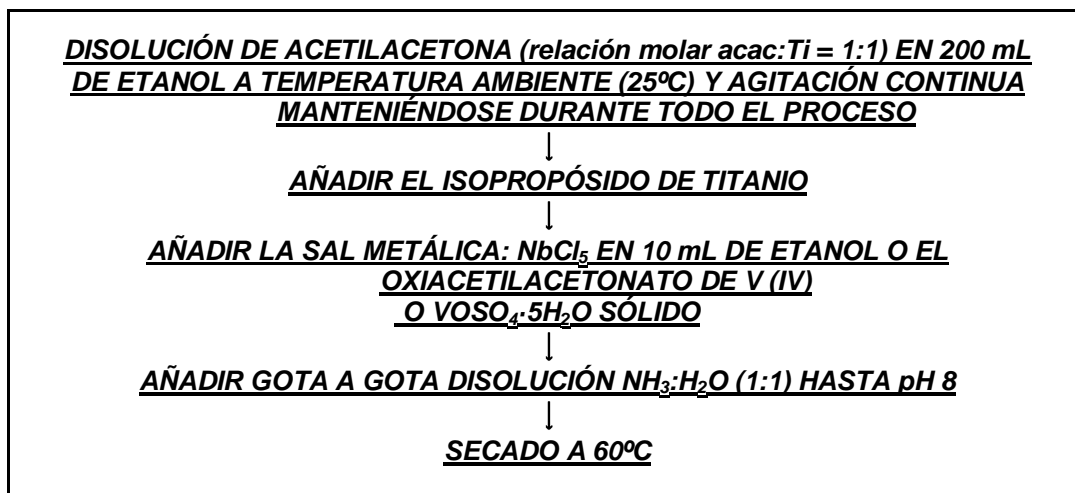 DISOLUCIÓN DE ACETILACETONA (relación molar acac:Ti = 1:1) EN 200 mL
DE ETANOL A TEMPERATURA AMBIENTE (25ºC) Y AGITACIÓN CONTINUA
MANTENIÉNDOSE DURANTE TODO EL PROCESO
↓
AÑADIR EL ISOPROPÓSIDO DE TITANIO
↓
AÑADIR LA SAL METÁLICA: NbCl₅ EN 10 mL DE ETANOL O EL
OXIACETILACETONATO DE V (IV)
O VOSO₄·5H₂O SÓLIDO
↓
AÑADIR GOTA A GOTA DISOLUCIÓN NH₃:H₂O (1:1) HASTA pH 8
↓
SECADO A 60ºC